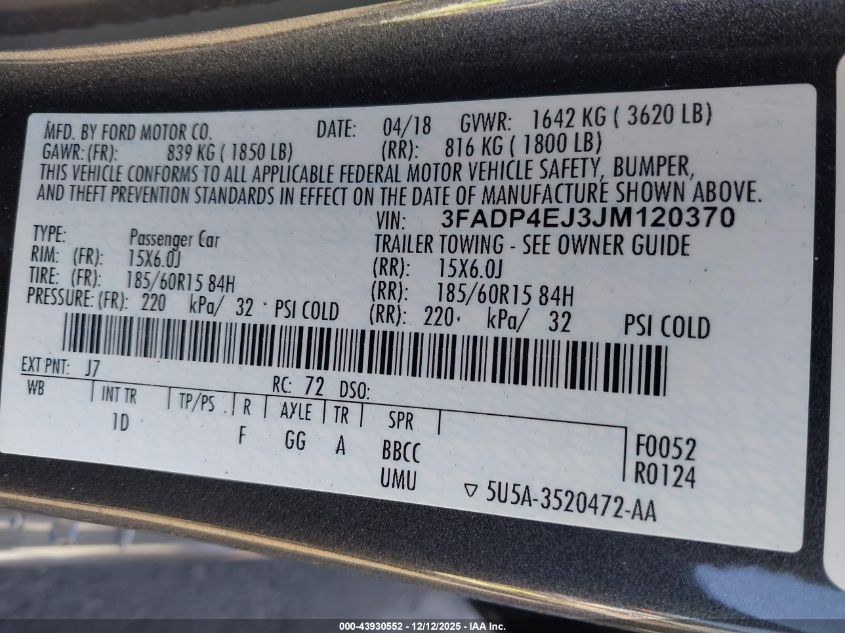 MFD. BY FORD MOTOR CO. DATE: 04/18 GVWR: 1642 KG ( 3620 LB)
GAWR:(FR): 839 KG ( 1850 LB) (RR): 816 KG ( 1800 LB)
THIS VEHICLE CONFORMS TO ALL APPLICABLE FEDERAL MOTOR VEHICLE SAFETY, BUMPER,
AND THEFT PREVENTION STANDARDS IN EFFECT ON THE DATE OF MANUFACTURE SHOWN ABOVE.
VIN: 3FADP4EJ3JM120370
TYPE: Passenger Car TRAILER TOWING - SEE OWNER GUIDE
RIM: (FR): 15X6.0J (RR): 15X6.0J
TIRE: (FR): 185/60R15 84H (RR): 185/60R15 84H
PRESSURE: (FR): 220 kPa/ 32 PSI COLD (RR): 220 kPa/ 32 PSI COLD
EXT PNT: J7 RC: 72 DSO:
WB INT TR TP/PS R AXLE TR SPR
1D F GG A BBCC F0052
UMU R0124
▽ 5U5A-3520472-AA
000-43930552 - 12/12/2025 - IAA Inc.